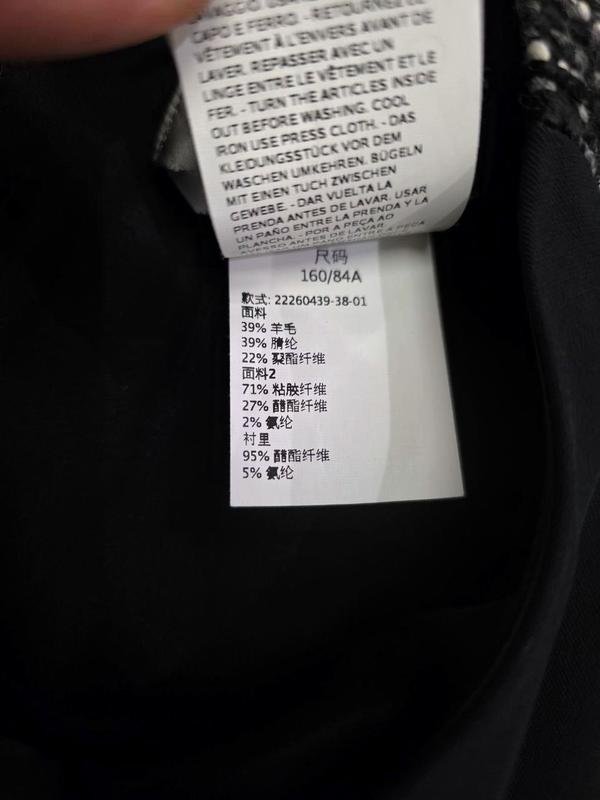 CAPO E FERRO - RETOURNEZ LE
VÊTEMENT À L'ENVERS AVANT DE
LAVER, REPASSER AVEC UN
LINGE ENTRE LE VÊTEMENT ET LE
FER. - TURN THE ARTICLES INSIDE
OUT BEFORE WASHING. COOL
IRON USE PRESS CLOTH. - DAS
KLEIDUNGSSTÜCK VOR DEM
WASCHEN UMKEHREN. BÜGELN
MIT EINEN TUCH ZWISCHEN
GEWEBE. - DAR VUELTA LA
PRENDA ANTES DE LAVAR. USAR
UN PAÑO ENTRE LA PRENDA Y LA
PLANCHA. - POR A PEÇA AO
AVESSO ANTES DE LAVAR
尺码
160/84A
款式: 22260439-38-01
面料
39% 羊毛
39% 腈纶
22% 聚酯纤维
面料2
71% 粘胶纤维
27% 醋酯纤维
2% 氨纶
衬里
95% 醋酯纤维
5% 氨纶